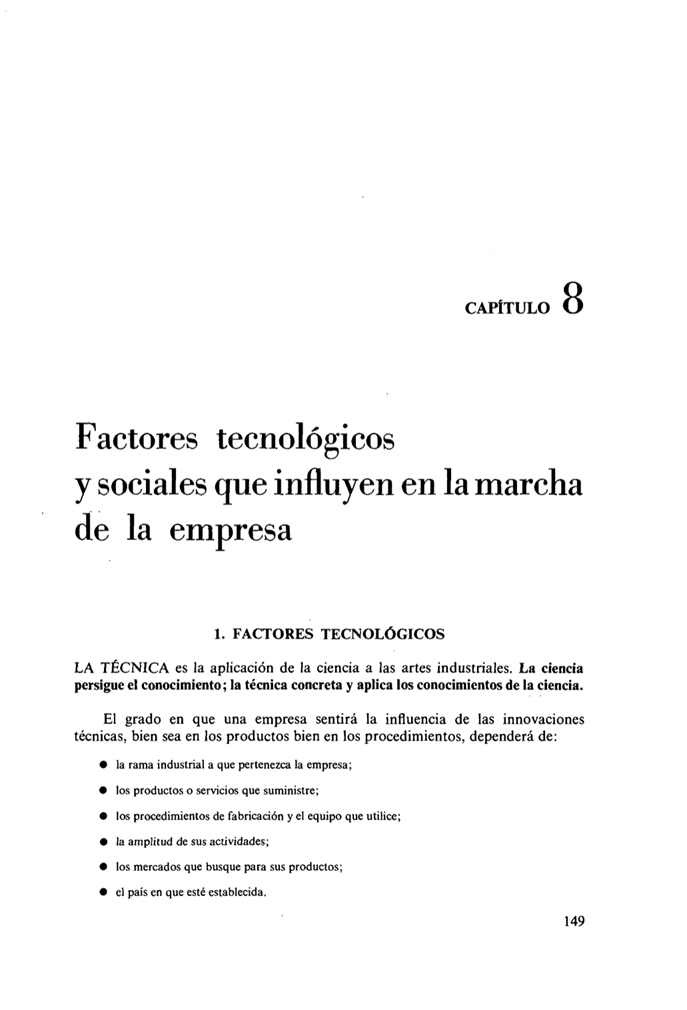 CAPÍTULO 8
Factores tecnológicos
y sociales que influyen en la marcha
de la empresa
1. FACTORES TECNOLÓGICOS
LA TÉCNICA es la aplicación de la ciencia a las artes industriales. La ciencia
persigue el conocimiento; la técnica concreta y aplica los conocimientos de la ciencia.
El grado en que una empresa sentirá la influencia de las innovaciones
técnicas, bien sea en los productos bien en los procedimientos, dependerá de:
● la rama industrial a que pertenezca la empresa;
● los productos o servicios que suministre;
● los procedimientos de fabricación y el equipo que utilice;
● la amplitud de sus actividades;
● los mercados que busque para sus productos;
● el país en que esté establecida.
149